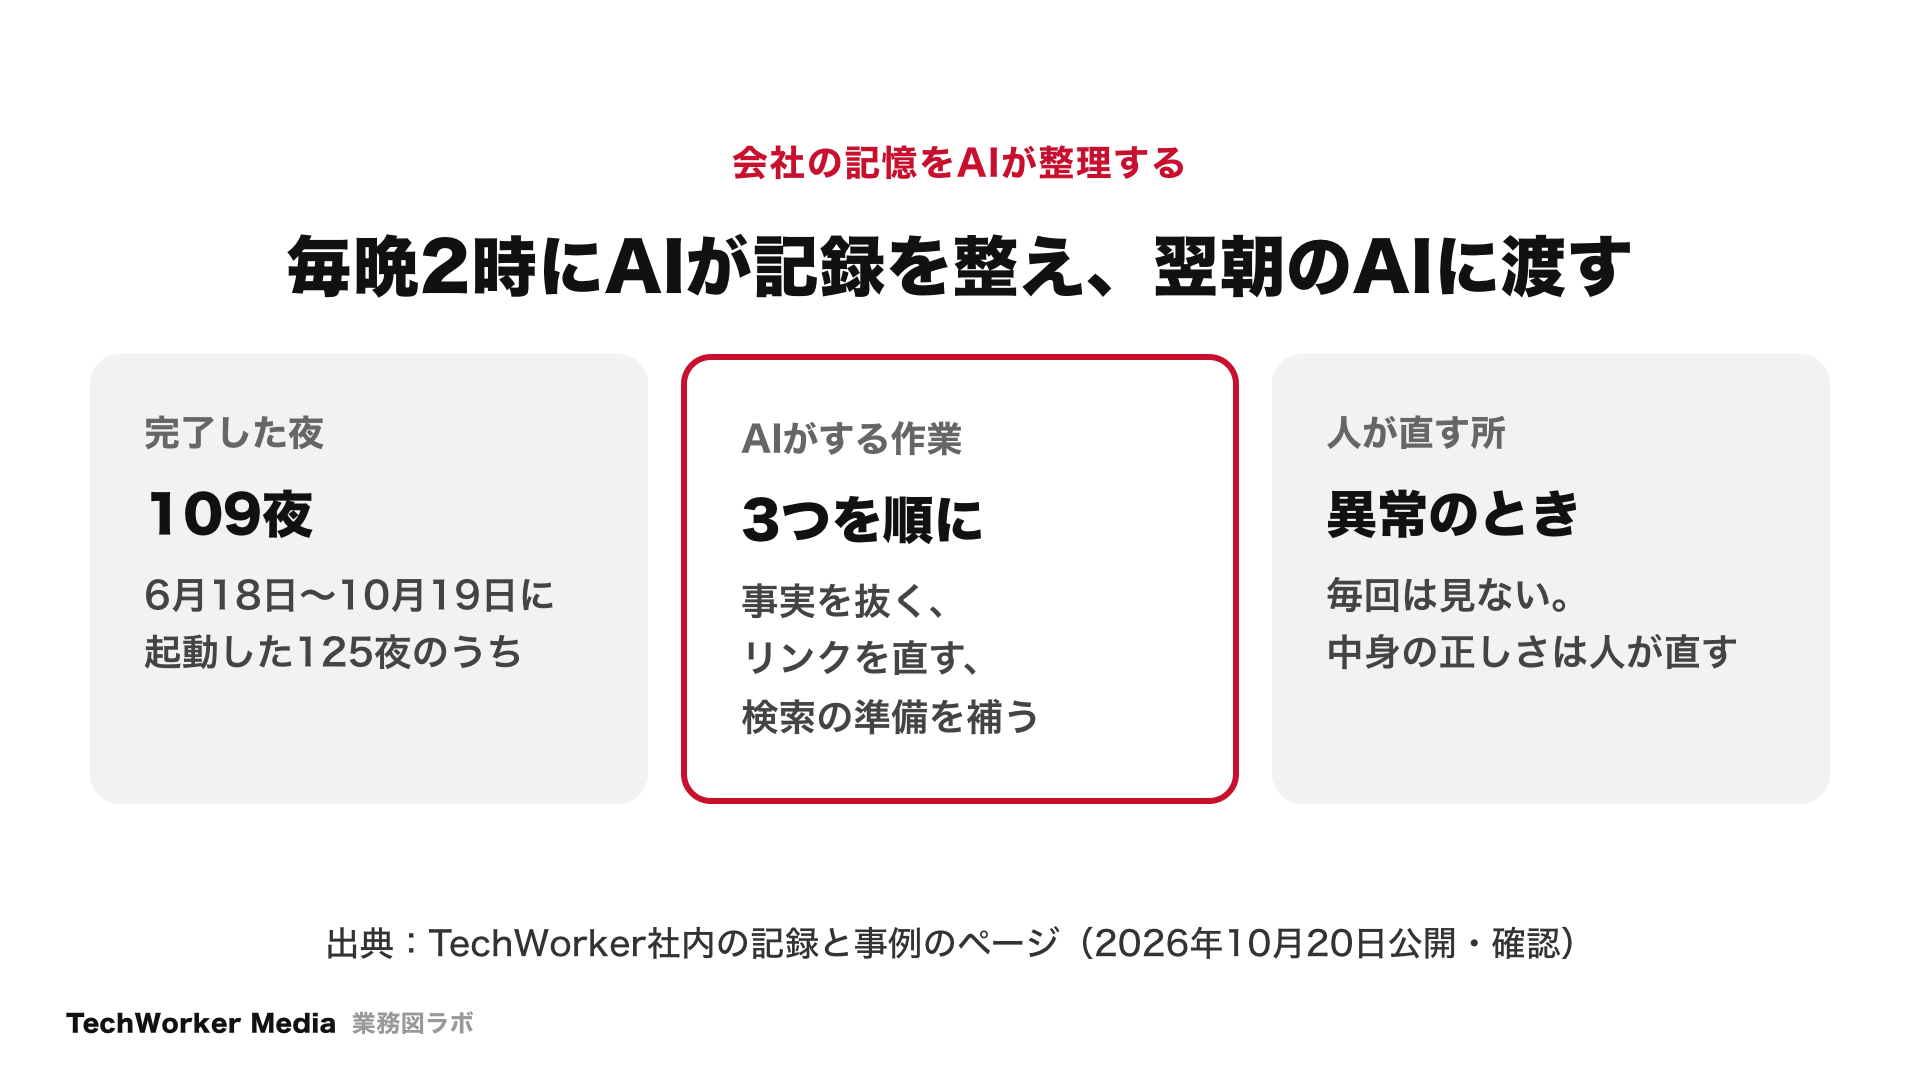 会社の記憶をAIが整理する
毎晩2時にAIが記録を整え、翌朝のAIに渡す
完了した夜
109夜
6月18日〜10月19日に
起動した125夜のうち
AIがする作業
3つを順に
事実を抜く、
リンクを直す、
検索の準備を補う
人が直す所
異常のとき
毎回は見ない。
中身の正しさは人が直す
出典：TechWorker社内の記録と事例のページ（2026年10月20日公開・確認）
TechWorker Media 業務図ラボ